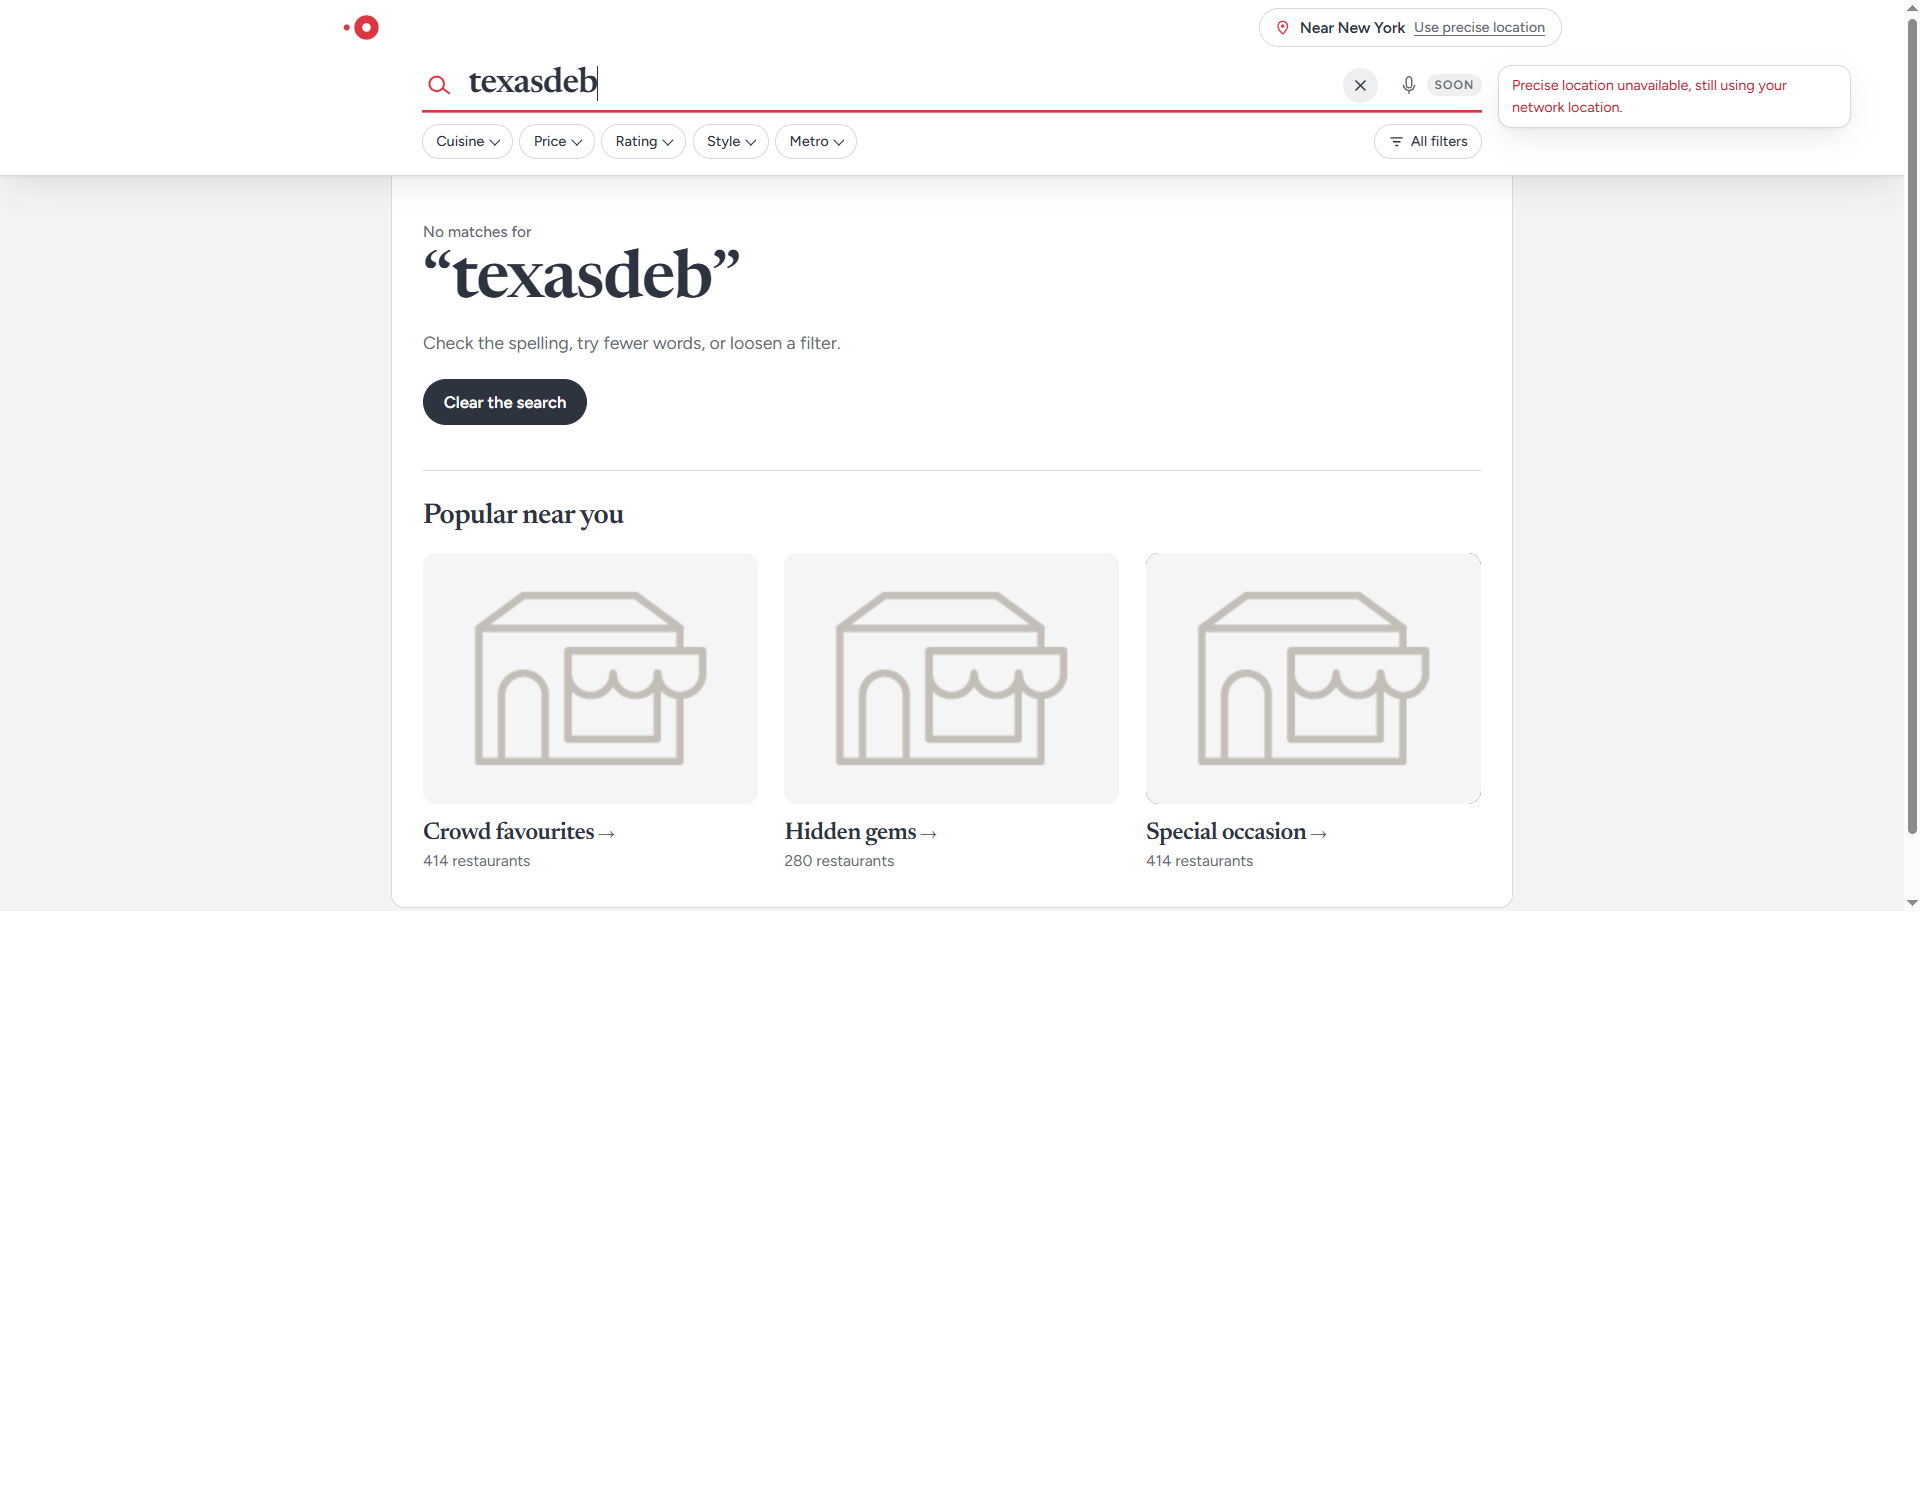 Near New York Use precise location
texasdeb
SOON
Precise location unavailable, still using your
network location.
Cuisine
Price
Rating
Style
Metro
All filters
No matches for
“texasdeb”
Check the spelling, try fewer words, or loosen a filter.
Clear the search
Popular near you
Crowd favourites →
414 restaurants
Hidden gems →
280 restaurants
Special occasion →
414 restaurants